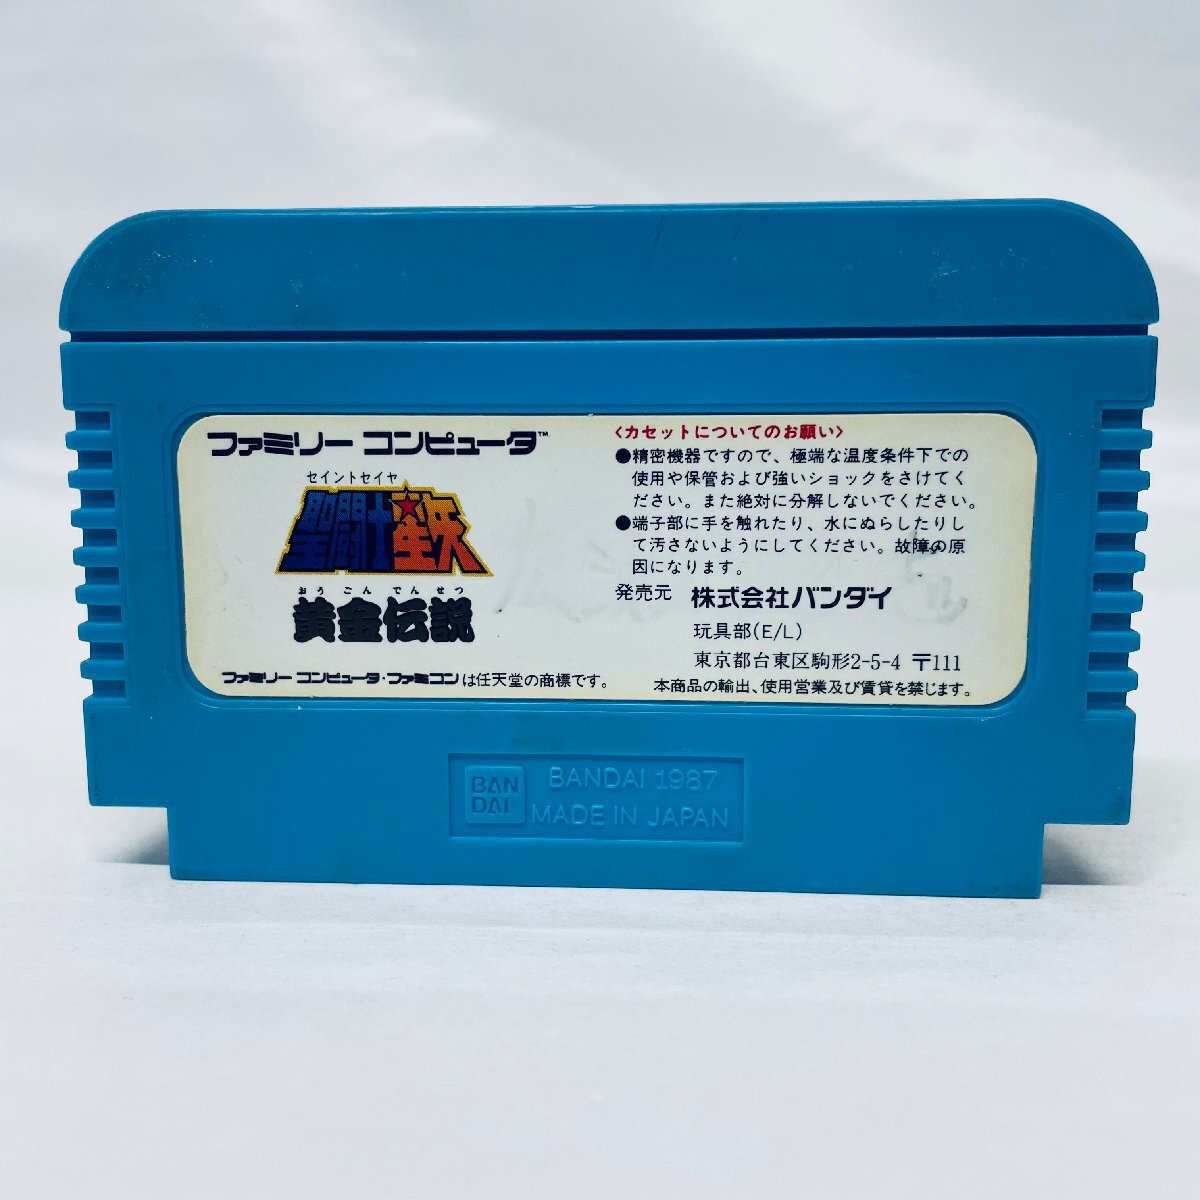 ファミリー コンピュータ™
セイントセイヤ
聖闘士星矢
おうごんでんせつ
黄金伝説
ファミリー コンピュータ・ファミコンは任天堂の商標です。
〈カセットについてのお願い〉
●精密機器ですので、極端な温度条件下での
使用や保管および強いショックをさけてく
ださい。また絶対に分解しないでください。
●端子部に手を触れたり、水にぬらしたりし
て汚さないようにしてください。故障の原
因になります。
発売元 株式会社バンダイ
玩具部(E/L)
東京都台東区駒形2-5-4 〒111
本商品の輸出、使用営業及び賃貸を禁じます。
BAN
DAI
BANDAI 1987
MADE IN JAPAN